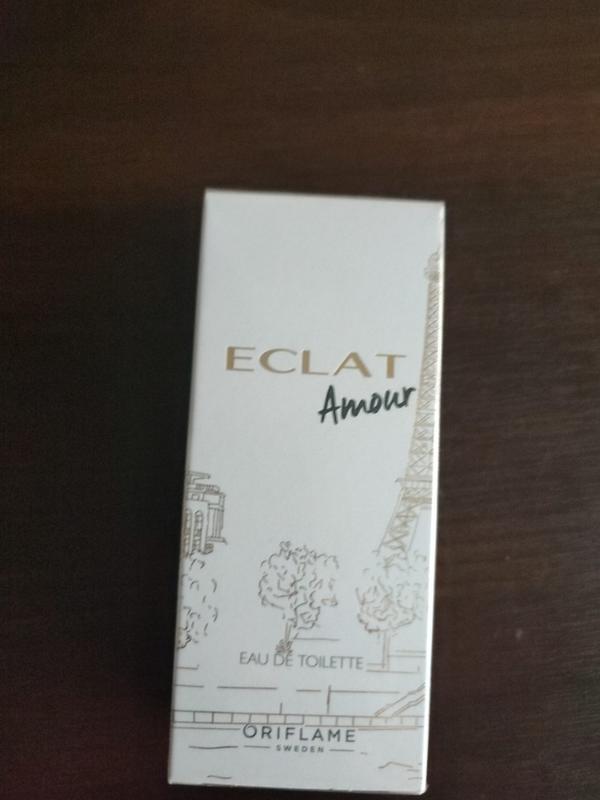 ECLAT
Amour
EAU DE TOILETTE
ORIFLAME
SWEDEN